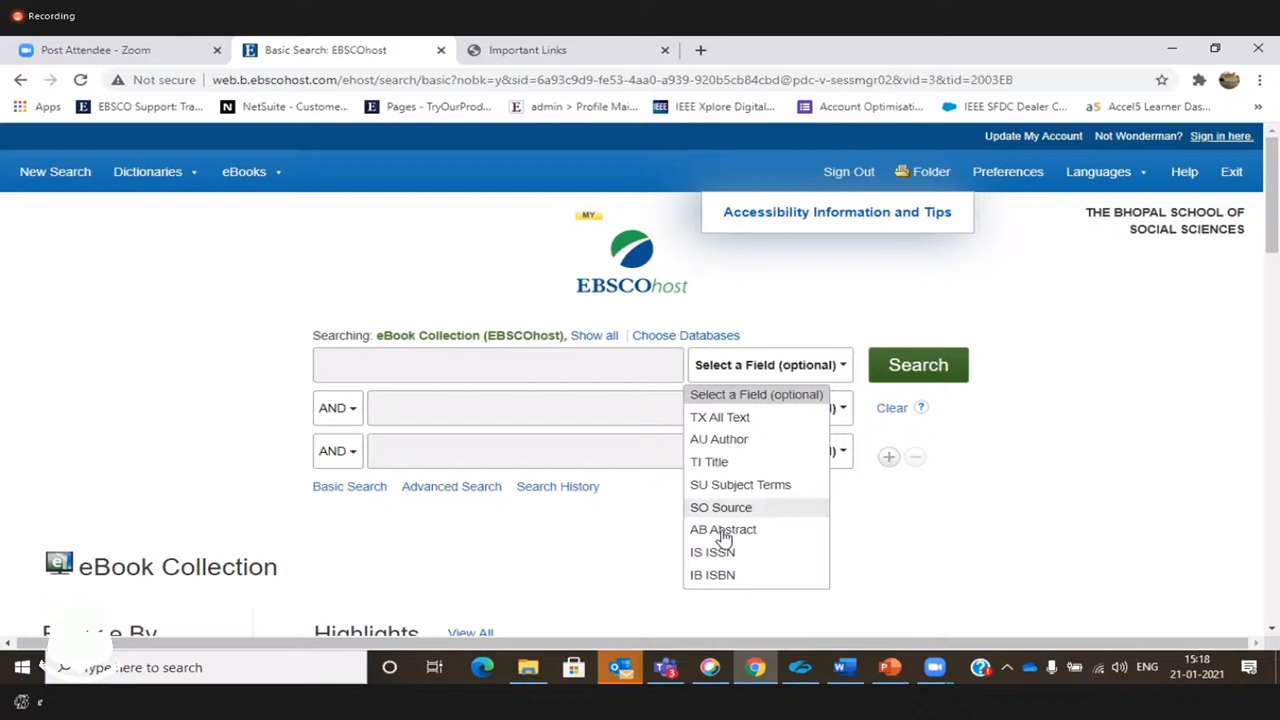 Recording
Post Attendee - Zoom
Basic Search: EBSCOhost
Important Links
Not secure
web.b.ebscohost.com/ehost/search/basic?nobk=y&sid=6a93c9d9-fe53-4aa0-a939-920b5cb84cbd@pdc-v-sessmgr02&vid=3&tid=2003EB
Apps
EBSCO Support: Tra...
NetSuite - Custome...
Pages - TryOurProd...
admin > Profile Mai...
IEEE Xplore Digital...
Account Optimisati...
IEEE SFDC Dealer C...
Accel5 Learner Das...
Update My Account Not Wonderman? Sign in here.
New Search Dictionaries eBooks Sign Out Folder Preferences Languages Help Exit
Accessibility Information and Tips
THE BHOPAL SCHOOL OF
SOCIAL SCIENCES
MY
EBSCOhost
Searching: eBook Collection (EBSCOhost), Show all | Choose Databases
Select a Field (optional)
Search
Select a Field (optional)
TX All Text
AU Author
TI Title
SU Subject Terms
SO Source
AB Abstract
IS ISSN
IB ISBN
AND
Clear
AND
Basic Search Advanced Search Search History
eBook Collection
Highlights View All
Type here to search
ENG
15:18
21-01-2021